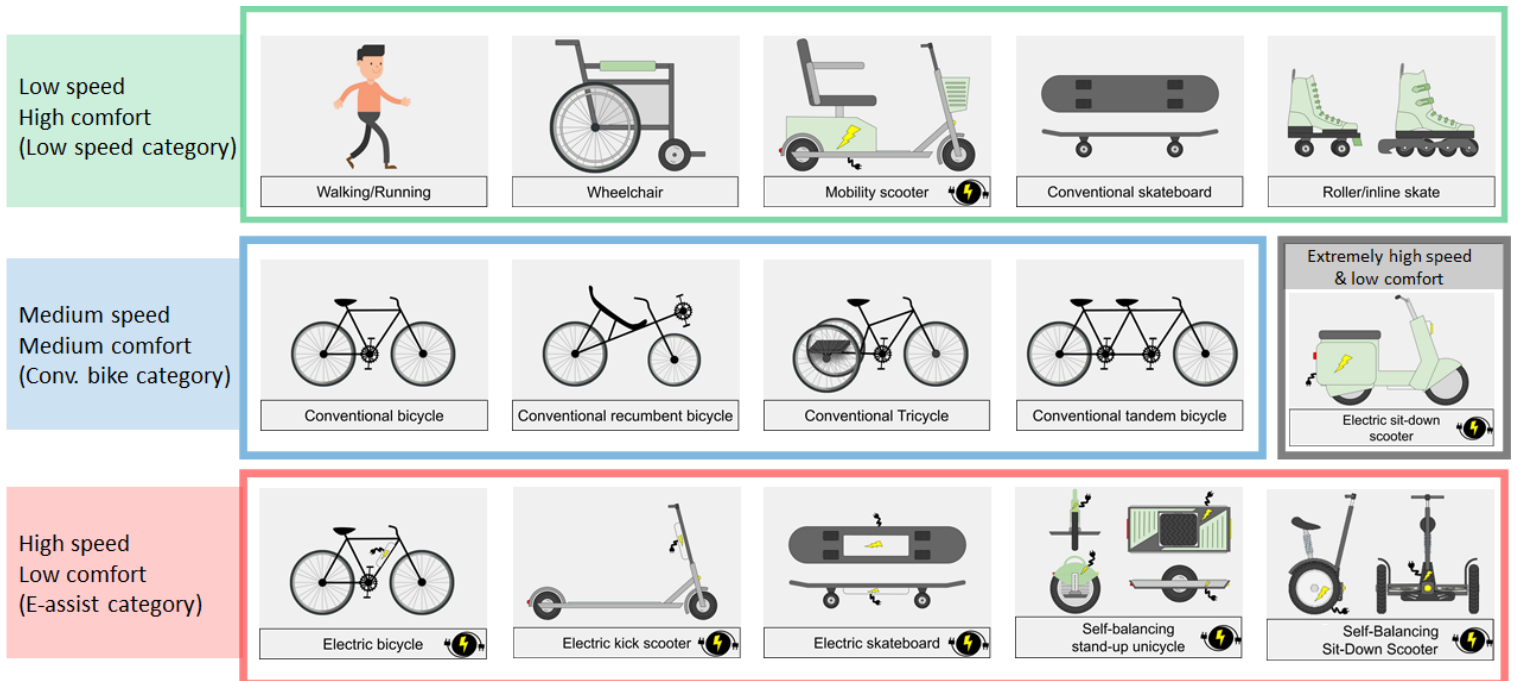 Low speed
High comfort
(Low speed category)
Walking/Running
Wheelchair
Mobility scooter
Conventional skateboard
Roller/inline skate
Medium speed
Medium comfort
(Conv. bike category)
Conventional bicycle
Conventional recumbent bicycle
Conventional Tricycle
Conventional tandem bicycle
Extremely high speed
& low comfort
Electric sit-down
scooter
High speed
Low comfort
(E-assist category)
Electric bicycle
Electric kick scooter
Electric skateboard
Self-balancing
stand-up unicycle
Self-Balancing
Sit-Down Scooter